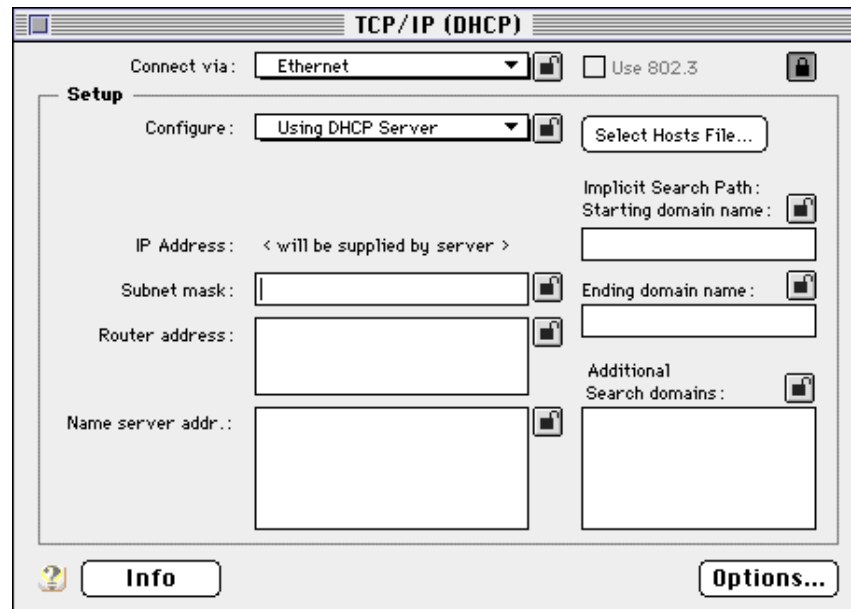 TCP/IP (DHCP)
Connect via: Ethernet Use 802.3
Setup
Configure: Using DHCP Server Select Hosts File...
Implicit Search Path:
Starting domain name:
IP Address: < will be supplied by server >
Subnet mask: Ending domain name:
Router address:
Additional
Search domains:
Name server addr.:
Info Options...